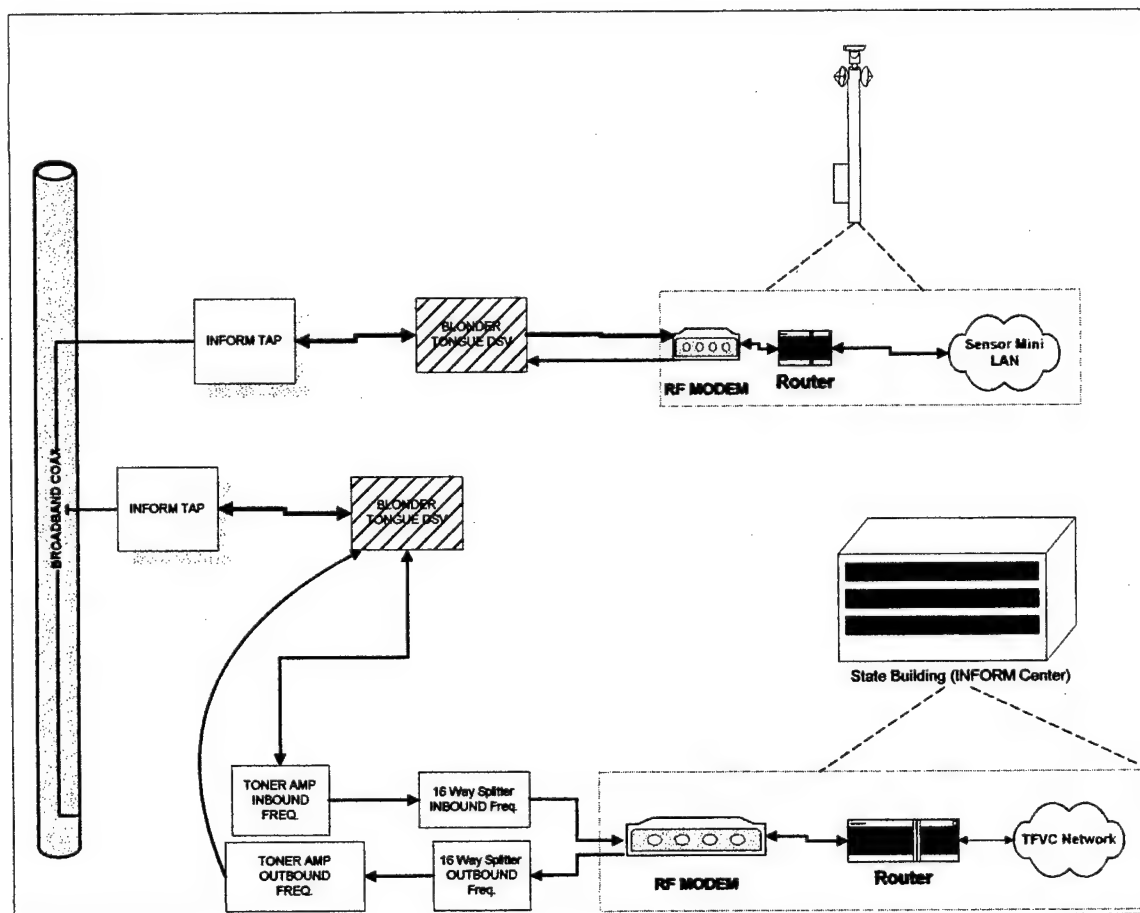 INFORM TAP
BLONDER
TONGUE DSV
RF MODEM
Router
Sensor Mini
LAN
BROADBAND COAX
INFORM TAP
BLONDER
TONGUE DSV
State Building (INFORM Center)
TONER AMP
INBOUND
FREQ.
16 Way Splitter
INBOUND Freq.
TONER AMP
OUTBOUND
FREQ.
16 Way Splitter
OUTBOUND
Freq.
RF MODEM
Router
TFVC Network